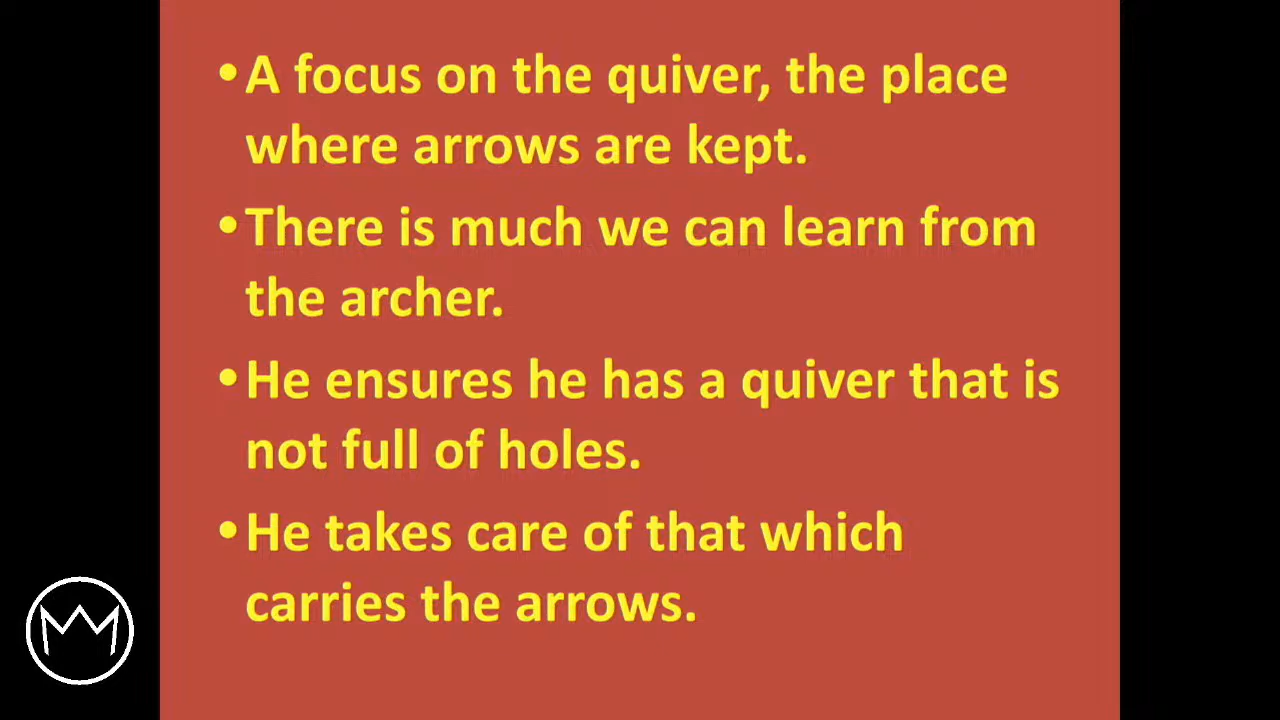 •A focus on the quiver, the place
where arrows are kept.
•There is much we can learn from
the archer.
•He ensures he has a quiver that is
not full of holes.
•He takes care of that which
carries the arrows.